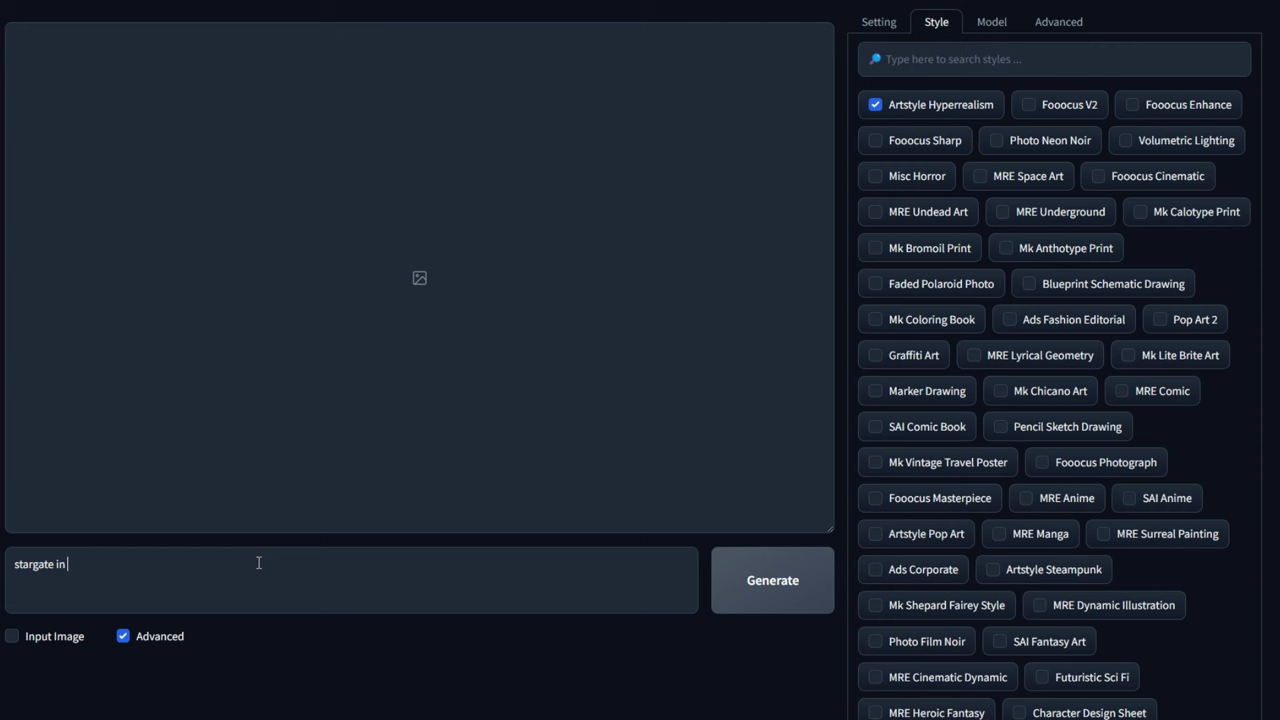 Setting Style Model Advanced
🔎 Type here to search styles ...
Artstyle Hyperrealism Fooocus V2 Fooocus Enhance
Fooocus Sharp Photo Neon Noir Volumetric Lighting
Misc Horror MRE Space Art Fooocus Cinematic
MRE Undead Art MRE Underground Mk Calotype Print
Mk Bromoil Print Mk Anthotype Print
Faded Polaroid Photo Blueprint Schematic Drawing
Mk Coloring Book Ads Fashion Editorial Pop Art 2
Graffiti Art MRE Lyrical Geometry Mk Lite Brite Art
Marker Drawing Mk Chicano Art MRE Comic
SAI Comic Book Pencil Sketch Drawing
Mk Vintage Travel Poster Fooocus Photograph
Fooocus Masterpiece MRE Anime SAI Anime
Artstyle Pop Art MRE Manga MRE Surreal Painting
Ads Corporate Artstyle Steampunk
Mk Shepard Fairey Style MRE Dynamic Illustration
Photo Film Noir SAI Fantasy Art
MRE Cinematic Dynamic Futuristic Sci Fi
MRE Heroic Fantasy Character Design Sheet
stargate in
Generate
Input Image Advanced